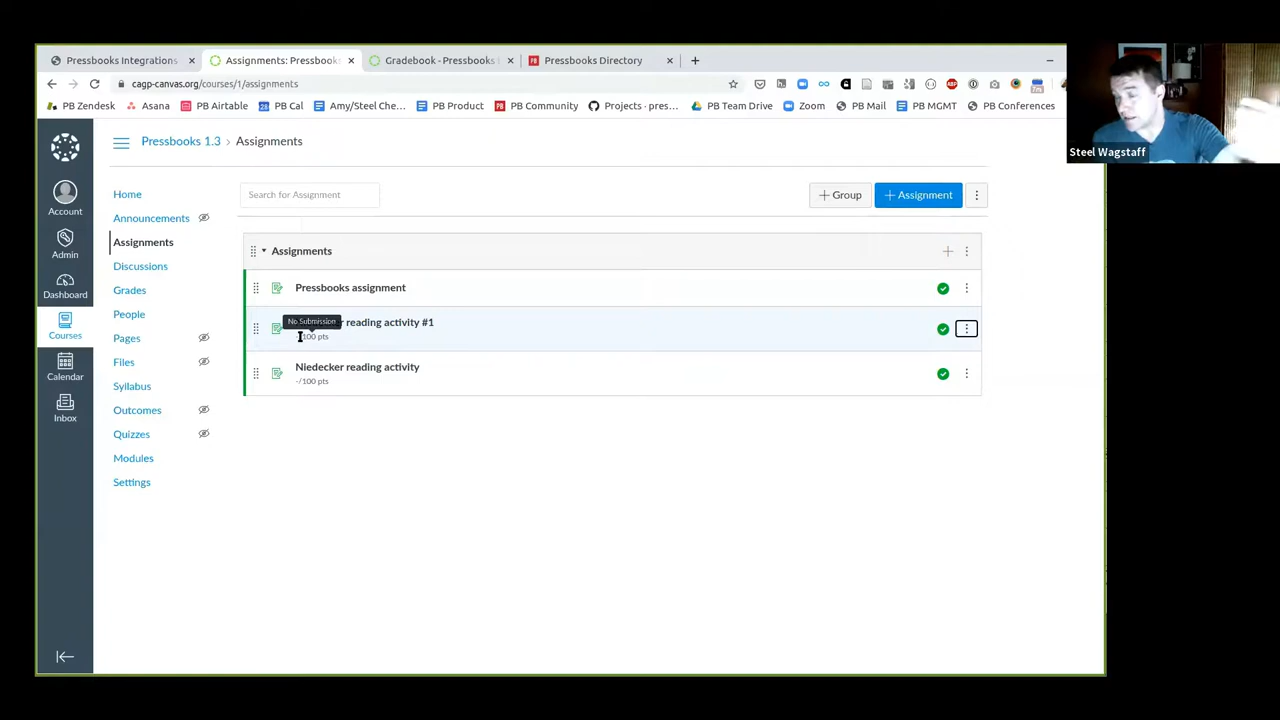 Pressbooks Integrations
Assignments: Pressbooks
Gradebook - Pressbooks
Pressbooks Directory
cagp-canvas.org/courses/1/assignments
PB Zendesk
Asana
PB Airtable
PB Cal
Amy/Steel Che...
PB Product
PB Community
Projects · pres...
PB Team Drive
Zoom
PB Mail
PB MGMT
PB Conferences
Steel Wagstaff
Pressbooks 1.3 › Assignments
Account
Admin
Dashboard
Courses
Calendar
Inbox
Home
Announcements
Assignments
Discussions
Grades
People
Pages
Files
Syllabus
Outcomes
Quizzes
Modules
Settings
Search for Assignment
+ Group
+ Assignment
Assignments
Pressbooks assignment
No Submission
reading activity #1
100 pts
Niedecker reading activity
-/100 pts